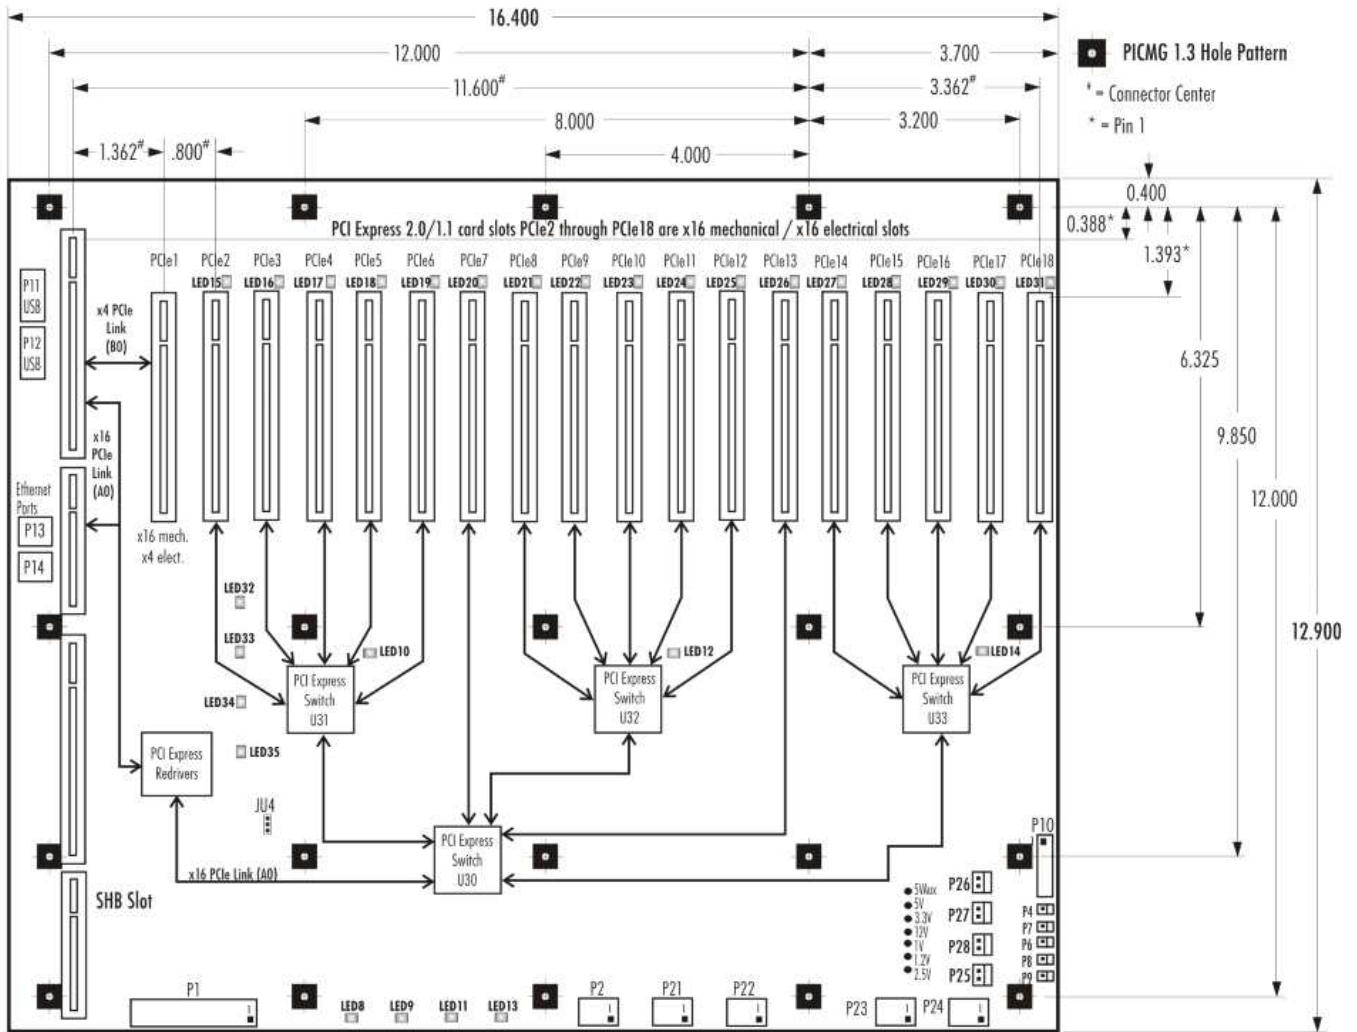 16.400
12.000
3.700
PICMG 1.3 Hole Pattern
11.600#
3.362#
# = Connector Center
8.000
3.200
* = Pin 1
1.362#
.800#
4.000
0.400
PCI Express 2.0/1.1 card slots PCIe2 through PCIe18 are x16 mechanical / x16 electrical slots
0.388*
1.393*
PCIe1
PCIe2
PCIe3
PCIe4
PCIe5
PCIe6
PCIe7
PCIe8
PCIe9
PCIe10
PCIe11
PCIe12
PCIe13
PCIe14
PCIe15
PCIe16
PCIe17
PCIe18
LED15
LED16
LED17
LED18
LED19
LED20
LED21
LED22
LED23
LED24
LED25
LED26
LED27
LED28
LED29
LED30
LED31
P11
USB
P12
USB
x4 PCIe
Link
(B0)
6.325
9.850
12.000
12.900
x16
PCIe
Link
(A0)
Ethernet
Ports
P13
P14
x16 mech.
x4 elect.
LED32
LED33
LED34
LED35
LED10
LED12
LED14
PCI Express
Switch
U31
PCI Express
Switch
U32
PCI Express
Switch
U33
PCI Express
Redrivers
JU4
PCI Express
Switch
U30
x16 PCIe Link (A0)
SHB Slot
P10
1
5VAux
5V
3.3V
12V
1V
1.2V
2.5V
P26
P27
P28
P25
P4
P7
P6
P8
P9
P1
1
LED8
LED9
LED11
LED13
P2
1
P21
1
P22
1
P23
1
P24
1